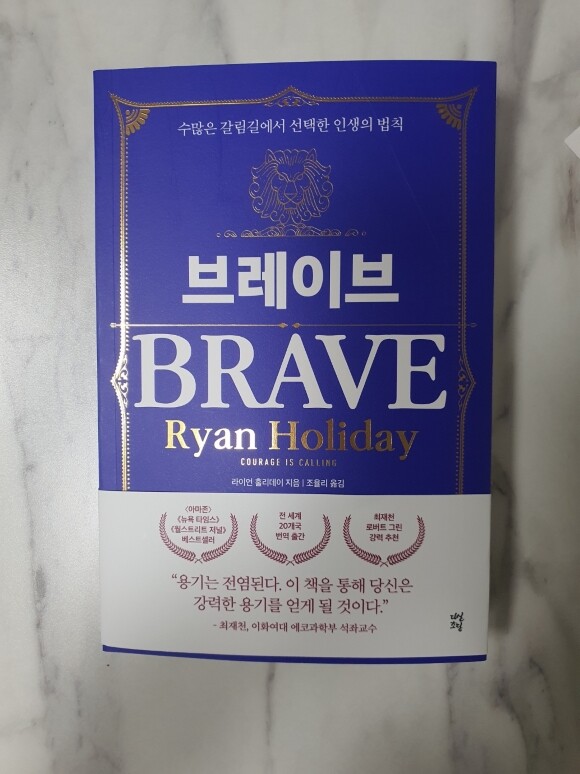 수많은 갈림길에서 선택한 인생의 법칙
브레이브
BRAVE
Ryan Holiday
COURAGE IS CALLING
라이언 홀리데이 지음 | 조율리 옮김
〈아마존〉
《뉴욕 타임스》
《월스트리트 저널》
베스트셀러
전 세계
20개국
번역 출간
최재천
로버트 그린
강력 추천
“용기는 전염된다. 이 책을 통해 당신은
강력한 용기를 얻게 될 것이다.”
- 최재천, 이화여대 에코과학부 석좌교수
다산
초당